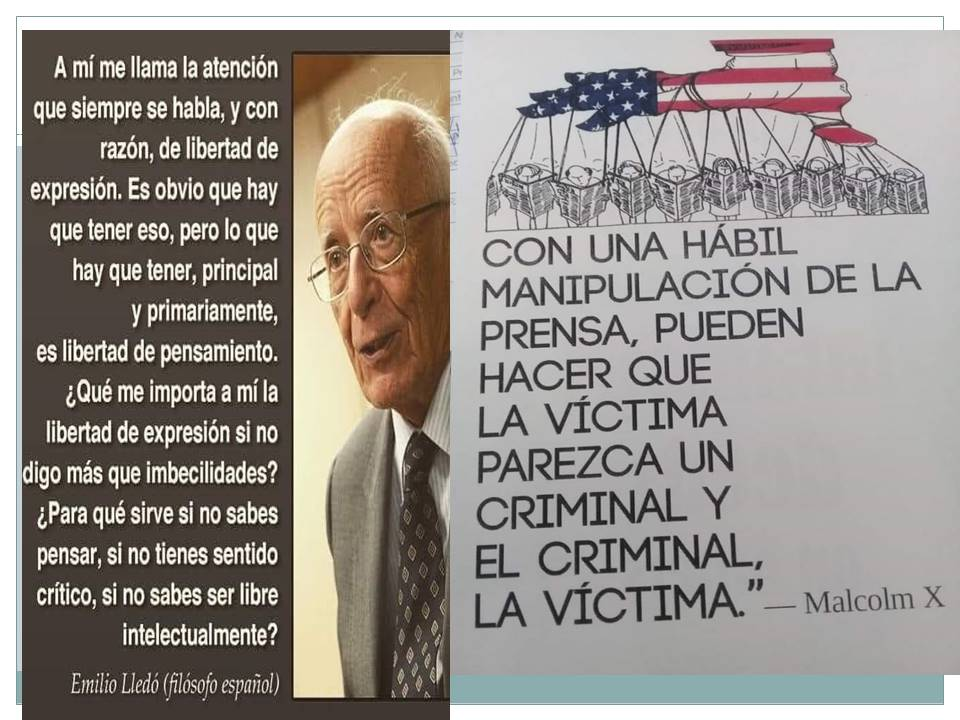 A mí me llama la atención
que siempre se habla, y con
razón, de libertad de
expresión. Es obvio que hay
que tener eso, pero lo que
hay que tener, principal
y primariamente,
es libertad de pensamiento.
¿Qué me importa a mí la
libertad de expresión si no
digo más que imbecilidades?
¿Para qué sirve si no sabes
pensar, si no tienes sentido
crítico, si no sabes ser libre
intelectualmente?
Emilio Lledó (filósofo español)
CON UNA HÁBIL
MANIPULACIÓN DE LA
PRENSA, PUEDEN
HACER QUE
LA VÍCTIMA
PAREZCA UN
CRIMINAL Y
EL CRIMINAL,
LA VÍCTIMA.” — Malcolm X